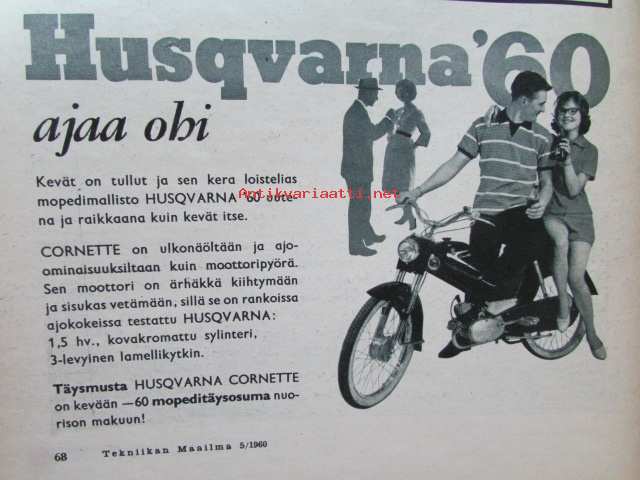 Husqvarna '60
ajaa ohi
Kevät on tullut ja sen kera loistelias
mopedimallisto HUSQVARNA '60 uute-
na ja raikkaana kuin kevät itse.
Antikvariaatti.net
CORNETTE on ulkonäöltään ja ajo-
ominaisuuksiltaan kuin moottoripyörä.
Sen moottori on ärhäkkä kiihtymään
ja sisukas vetämään, sillä se on rankoissa
ajokokeissa testattu HUSQVARNA:
1,5 hv., kovakromattu sylinteri,
3-levyinen lamellikytkin.
Täysmusta HUSQVARNA CORNETTE
on kevään —60 mopeditäysosuma nuo-
rison makuun!
68 Tekniikan Maailma 5/1960